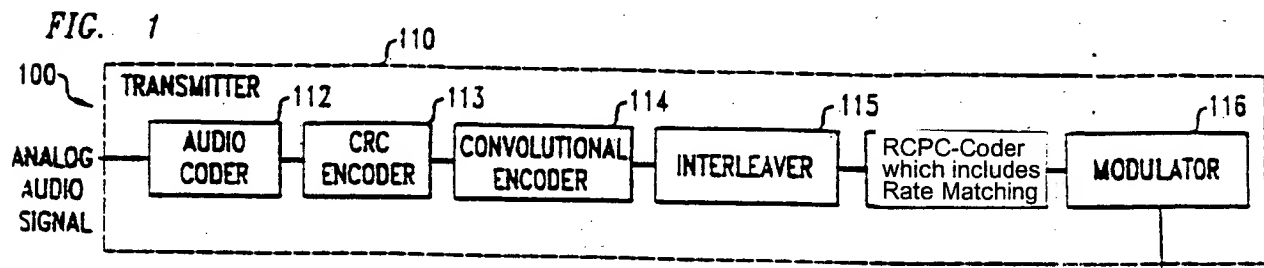 FIG. 1
110
100
TRANSMITTER
112
113
114
115
116
ANALOG
AUDIO
SIGNAL
AUDIO
CODER
CRC
ENCODER
CONVOLUTIONAL
ENCODER
INTERLEAVER
RCPC-Coder
which includes
Rate Matching
MODULATOR